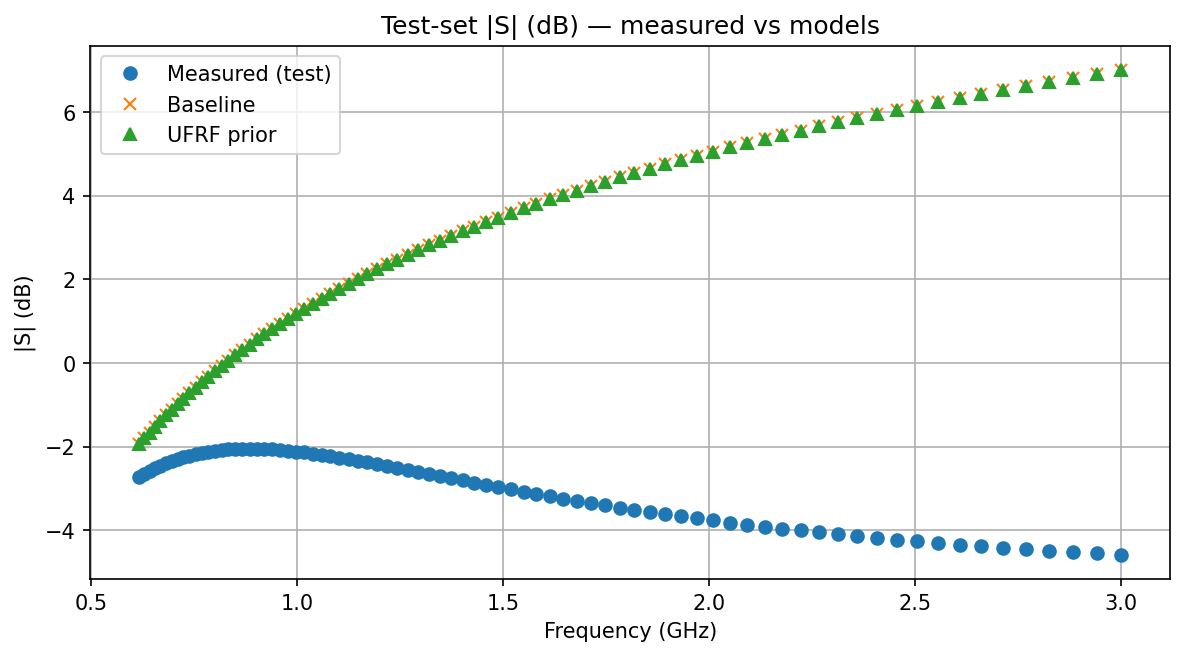 Test-set |S| (dB) — measured vs models
Measured (test)
Baseline
UFRF prior
|S| (dB)
6
4
2
0
−2
−4
0.5 1.0 1.5 2.0 2.5 3.0
Frequency (GHz)